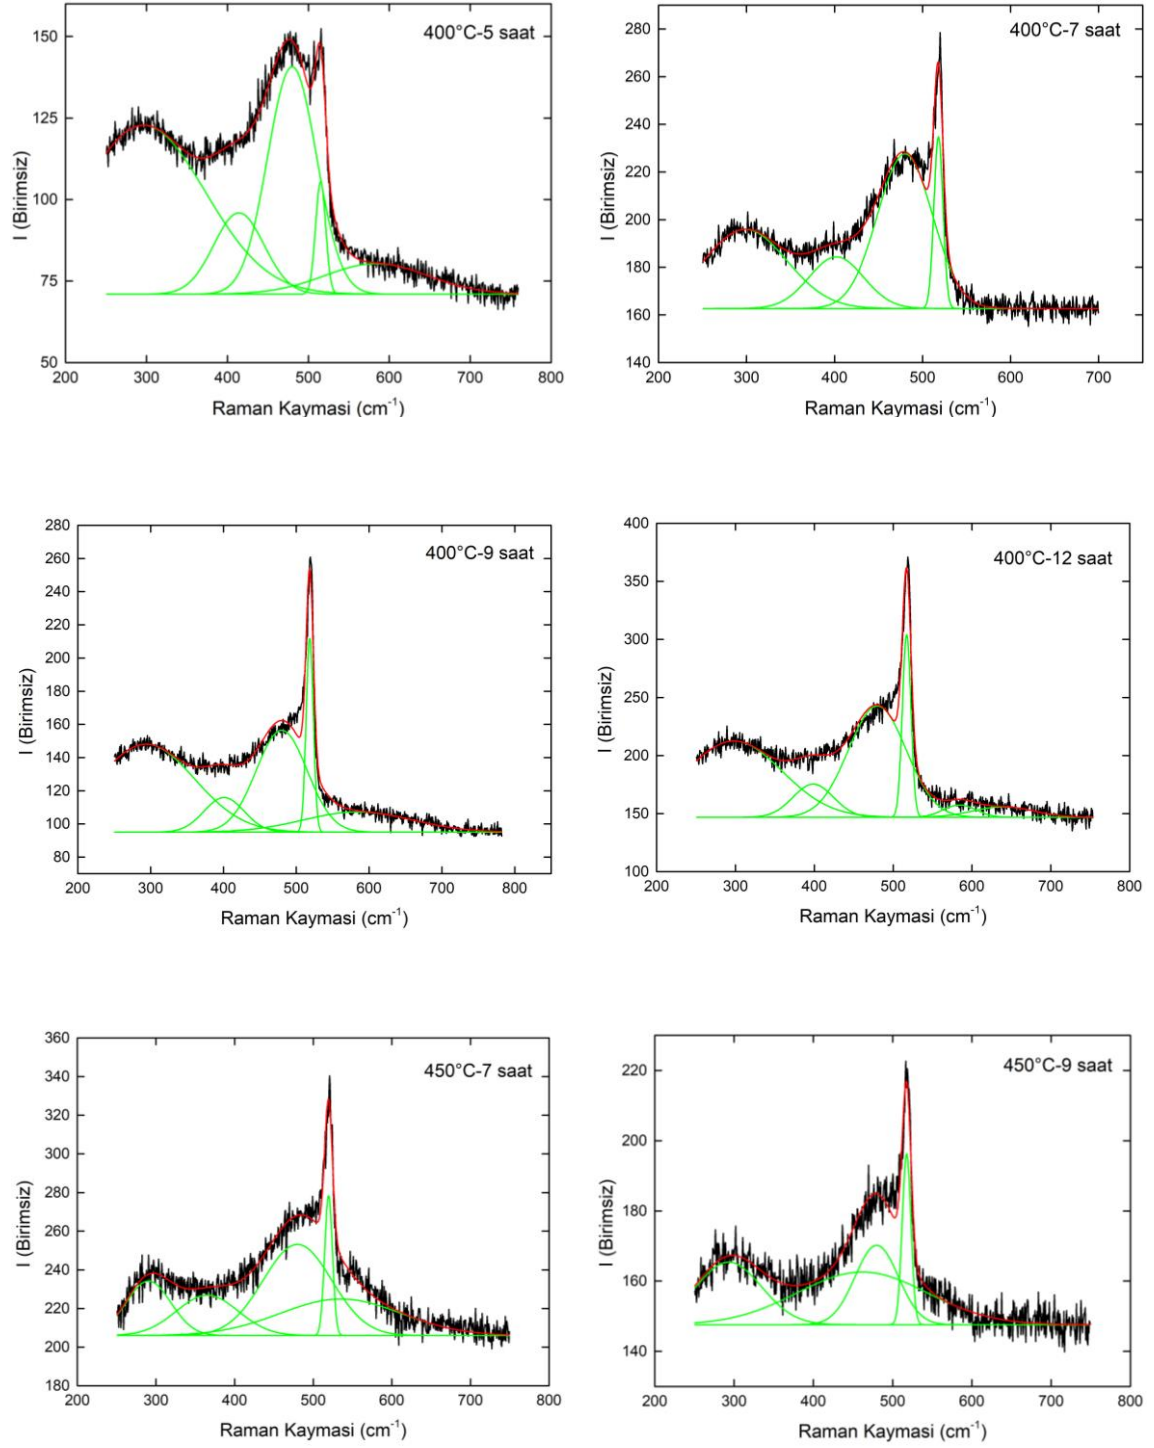 400°C-5 saat
150
125
100
75
50
200 300 400 500 600 700 800
I (Birimsiz)
Raman Kaymasi (cm⁻¹)
400°C-7 saat
280
260
240
220
200
180
160
140
200 300 400 500 600 700
I (Birimsiz)
Raman Kaymasi (cm⁻¹)
400°C-9 saat
280
260
240
220
200
180
160
140
120
100
80
200 300 400 500 600 700 800
I (Birimsiz)
Raman Kaymasi (cm⁻¹)
400°C-12 saat
400
350
300
250
200
150
100
200 300 400 500 600 700 800
I (Birimsiz)
Raman Kaymasi (cm⁻¹)
450°C-7 saat
360
340
320
300
280
260
240
220
200
180
200 300 400 500 600 700 800
I (Birimsiz)
Raman Kaymasi (cm⁻¹)
450°C-9 saat
220
200
180
160
140
200 300 400 500 600 700 800
I (Birimsiz)
Raman Kaymasi (cm⁻¹)